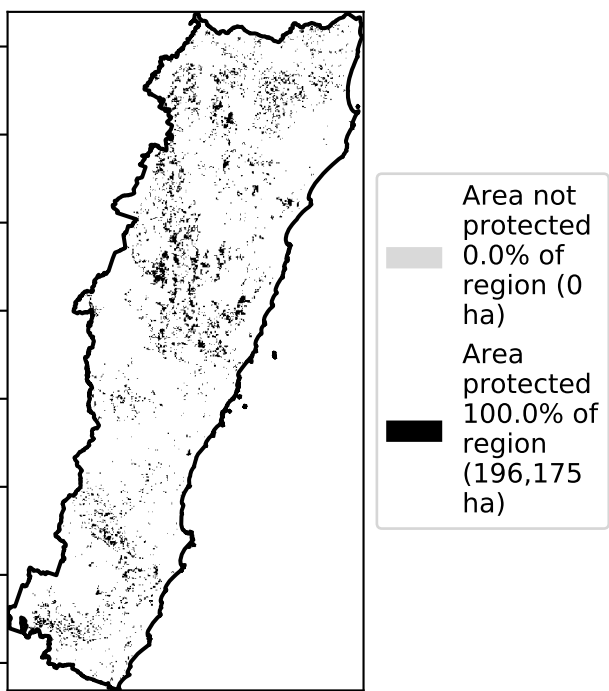 Area not
protected
0.0% of
region (0
ha)
Area
protected
100.0% of
region
(196,175
ha)